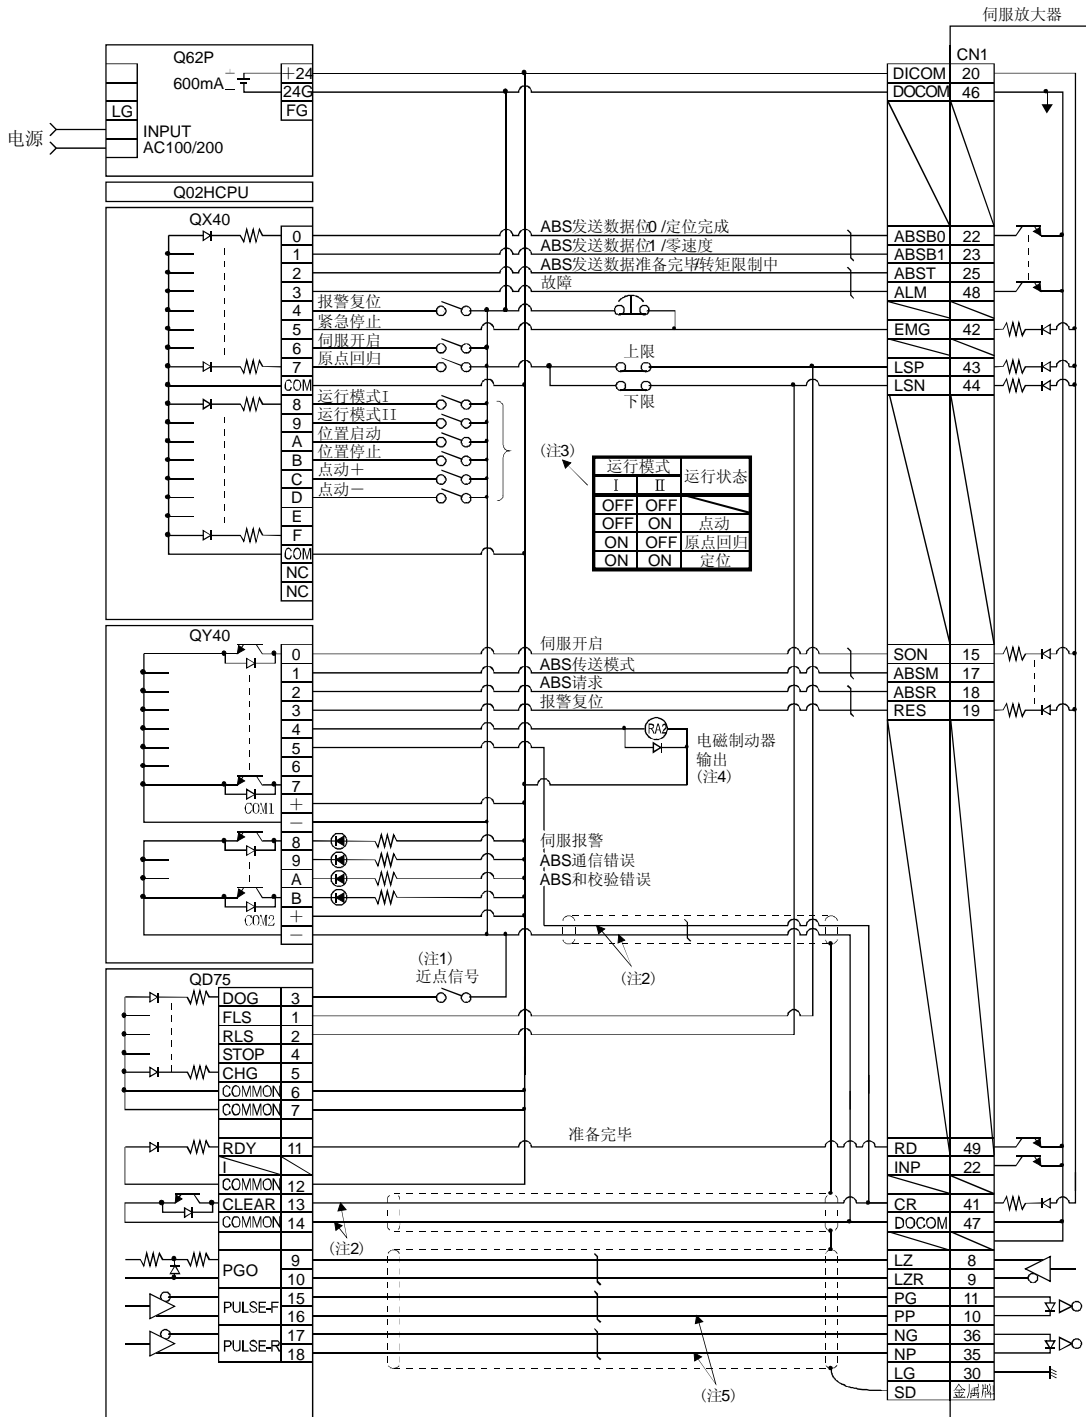 伺服放大器
Q62P
600mA
+24
24G
FG
LG
INPUT
AC100/200
电源
CN1
DICOM 20
DOCOM 46
Q02HCPU
QX40
0 ABS发送数据位0 /定位完成 ABSB0 22
1 ABS发送数据位1 /零速度 ABSB1 23
2 ABS发送数据准备完毕/转矩限制中 ABST 25
3 故障 ALM 48
4 报警复位
5 紧急停止 EMG 42
6 伺服开启
7 原点回归 上限 LSP 43
COM 下限 LSN 44
8 运行模式I
9 运行模式II
A 位置启动
B 位置停止
C 点动+
D 点动-
E
F
COM
NC
NC
(注3)
运行模式 运行状态
I II
OFF OFF
OFF ON 点动
ON OFF 原点回归
ON ON 定位
QY40
0 伺服开启 SON 15
1 ABS传送模式 ABSM 17
2 ABS请求 ABSR 18
3 报警复位 RES 19
4 RA2
5
6
7
电磁制动器
输出
(注4)
COM1
+
-
8 伺服报警
9 ABS通信错误
A ABS和校验错误
B
COM2
+
-
(注2)
(注1)
近点信号
QD75
DOG 3
FLS 1
RLS 2
STOP 4
CHG 5
COMMON 6
COMMON 7
RDY 11 准备完毕 RD 49
I INP 22
COMMON 12
CLEAR 13 CR 41
COMMON 14 DOCOM 47
(注2)
PGO 9 LZ 8
10 LZR 9
PULSE-F 15 PG 11
16 PP 10
PULSE-R 17 NG 36
18 NP 35
LG 30
(注5)
SD 金属牌